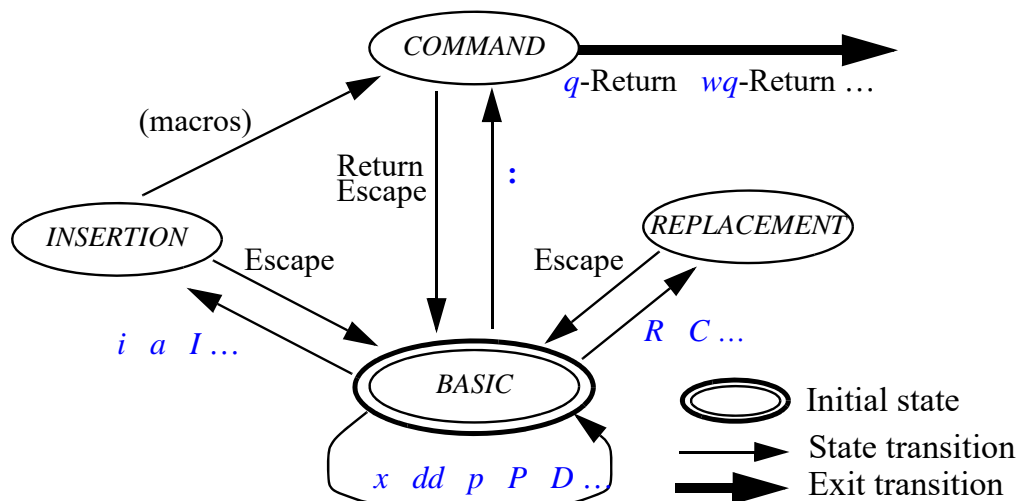 COMMAND
q-Return wq-Return …
(macros)
Return
Escape
:
INSERTION
REPLACEMENT
Escape
Escape
i a I …
R C …
BASIC
Initial state
State transition
x dd p P D …
Exit transition